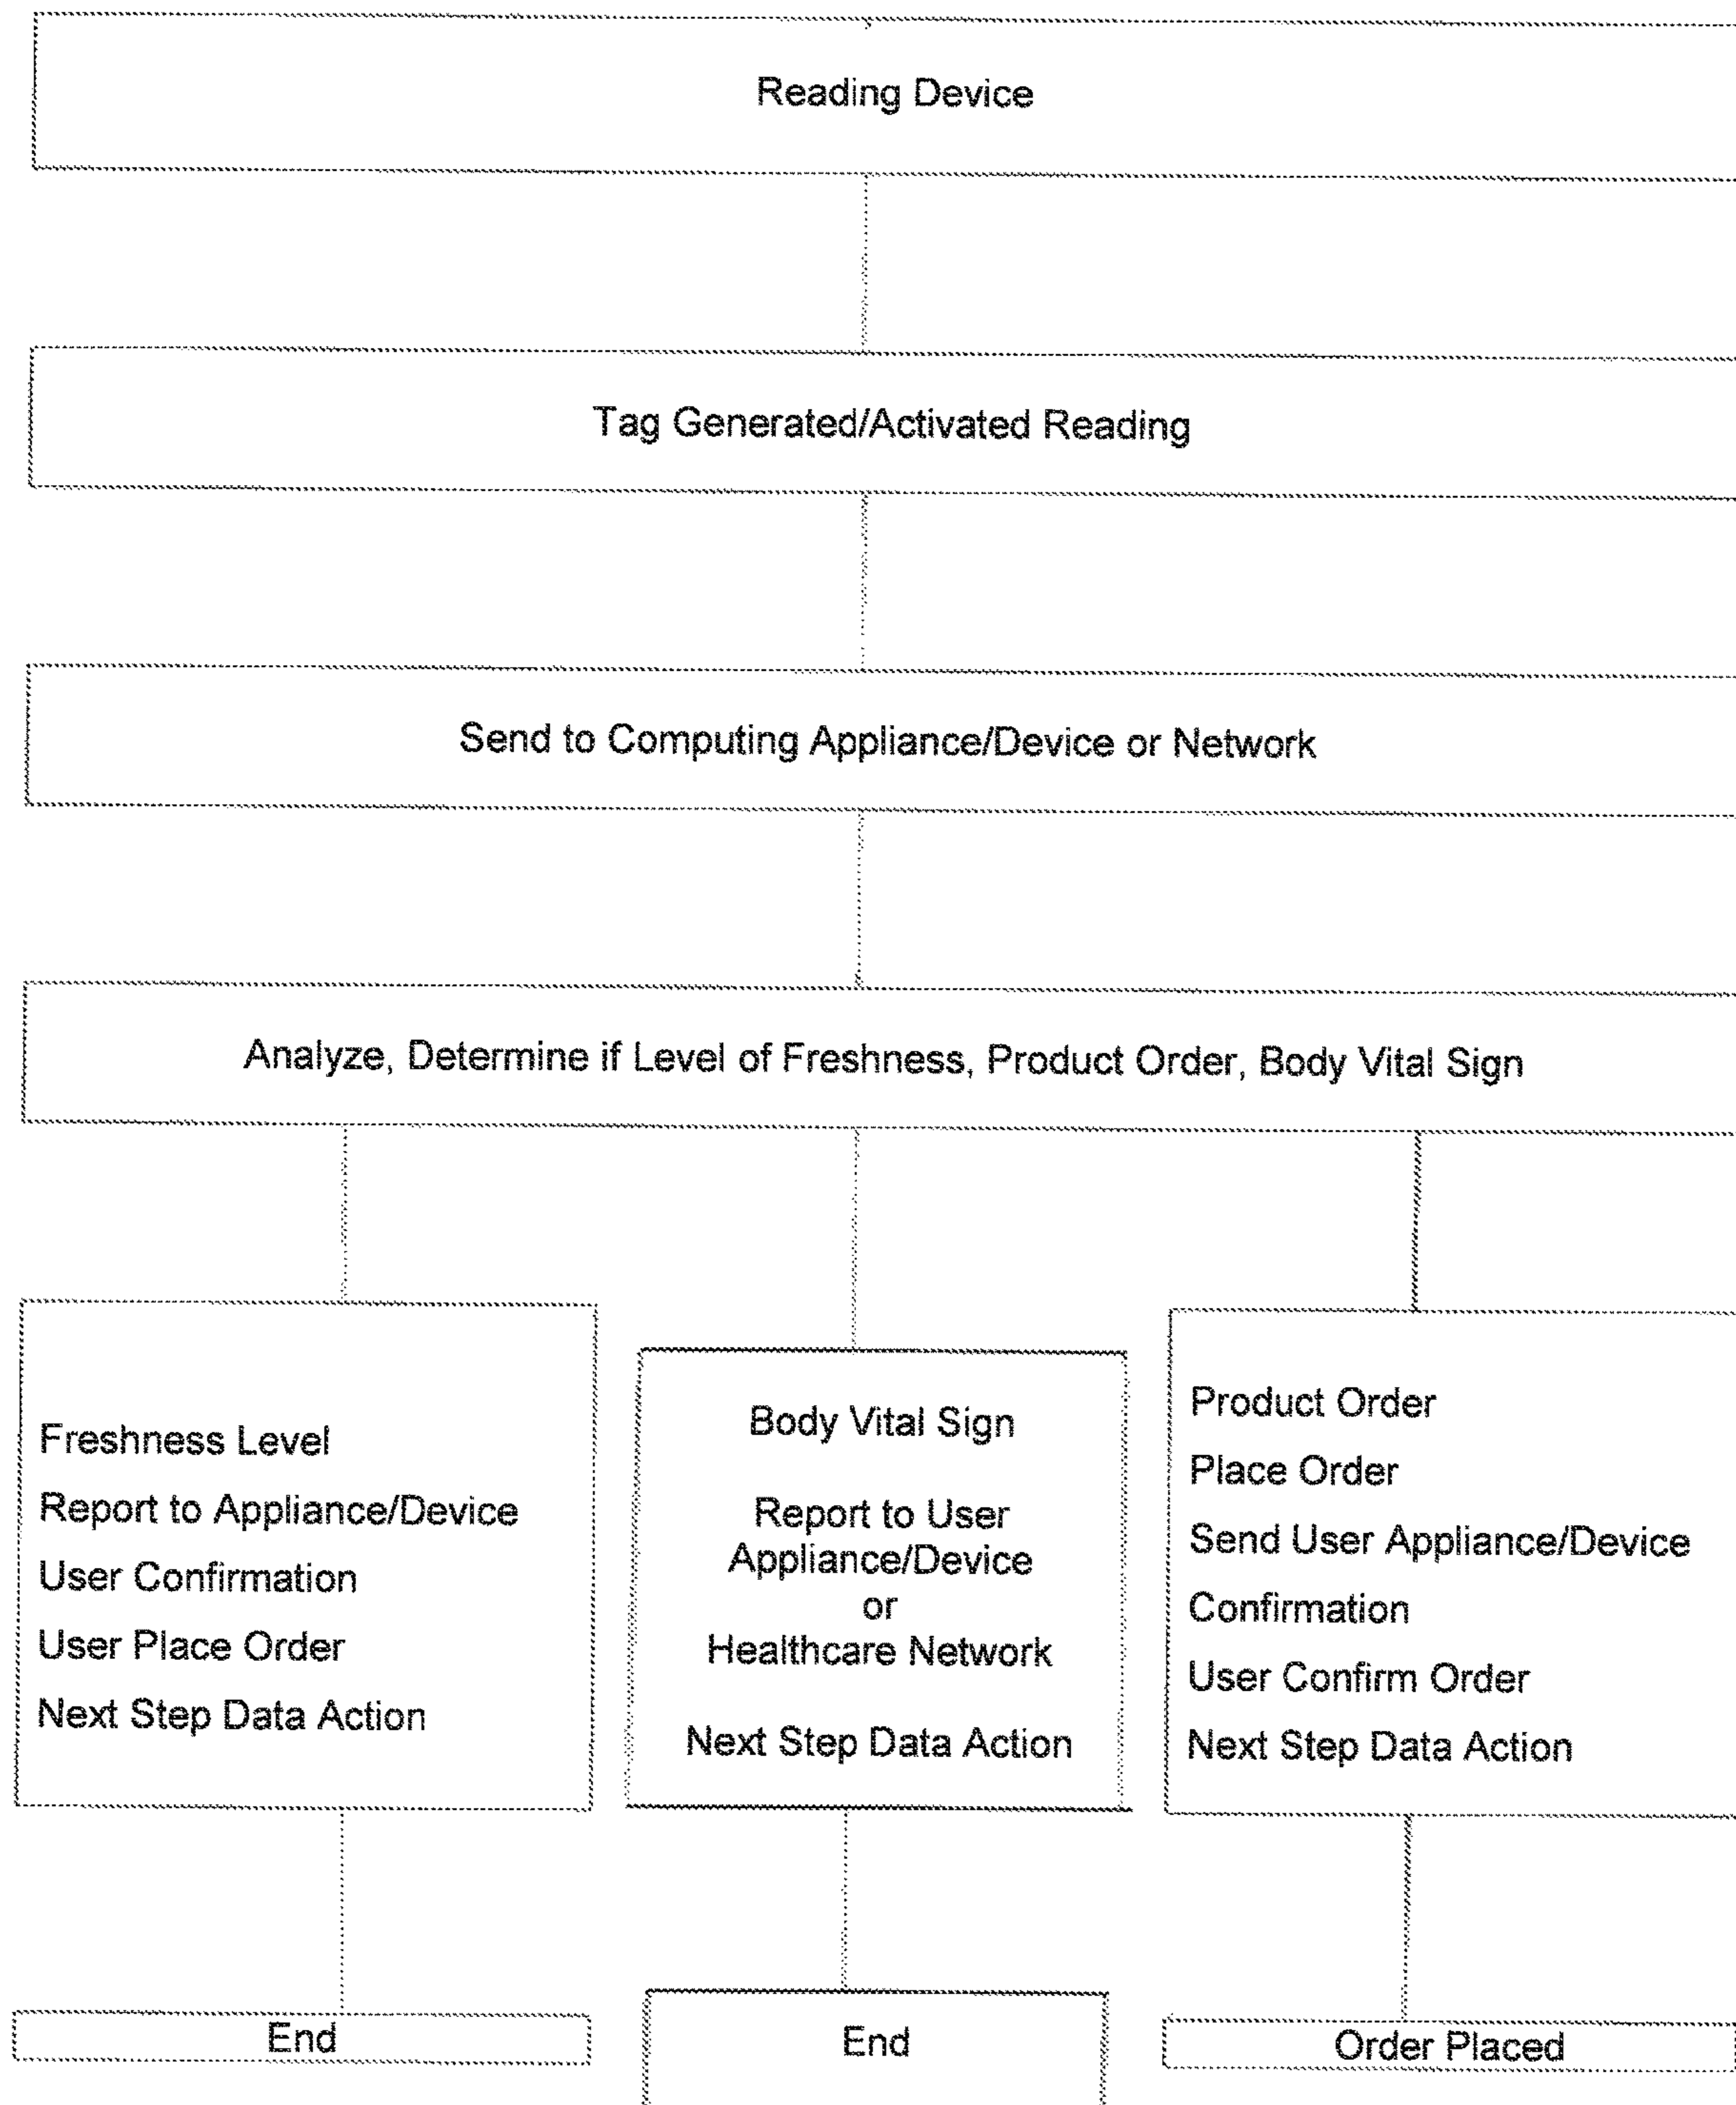 Reading Device
Tag Generated/Activated Reading
Send to Computing Appliance/Device or Network
Analyze, Determine if Level of Freshness, Product Order, Body Vital Sign
Freshness Level
Report to Appliance/Device
User Confirmation
User Place Order
Next Step Data Action
Body Vital Sign
Report to User
Appliance/Device
or
Healthcare Network
Next Step Data Action
Product Order
Place Order
Send User Appliance/Device
Confirmation
User Confirm Order
Next Step Data Action
End
End
Order Placed